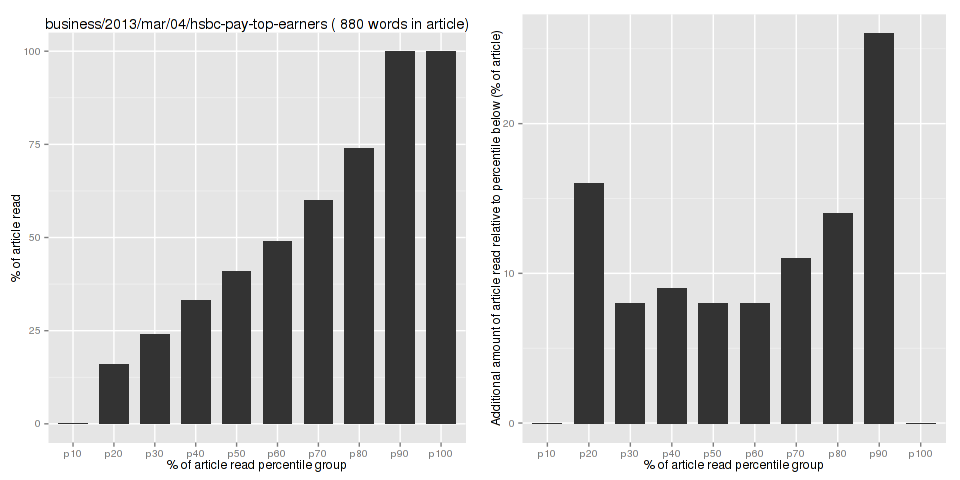 business/2013/mar/04/hsbc-pay-top-earners ( 880 words in article)
% of article read
100
75
50
25
0
p10 p20 p30 p40 p50 p60 p70 p80 p90 p100
% of article read percentile group
Additional amount of article read relative to percentile below (% of article)
20
10
0
p10 p20 p30 p40 p50 p60 p70 p80 p90 p100
% of article read percentile group